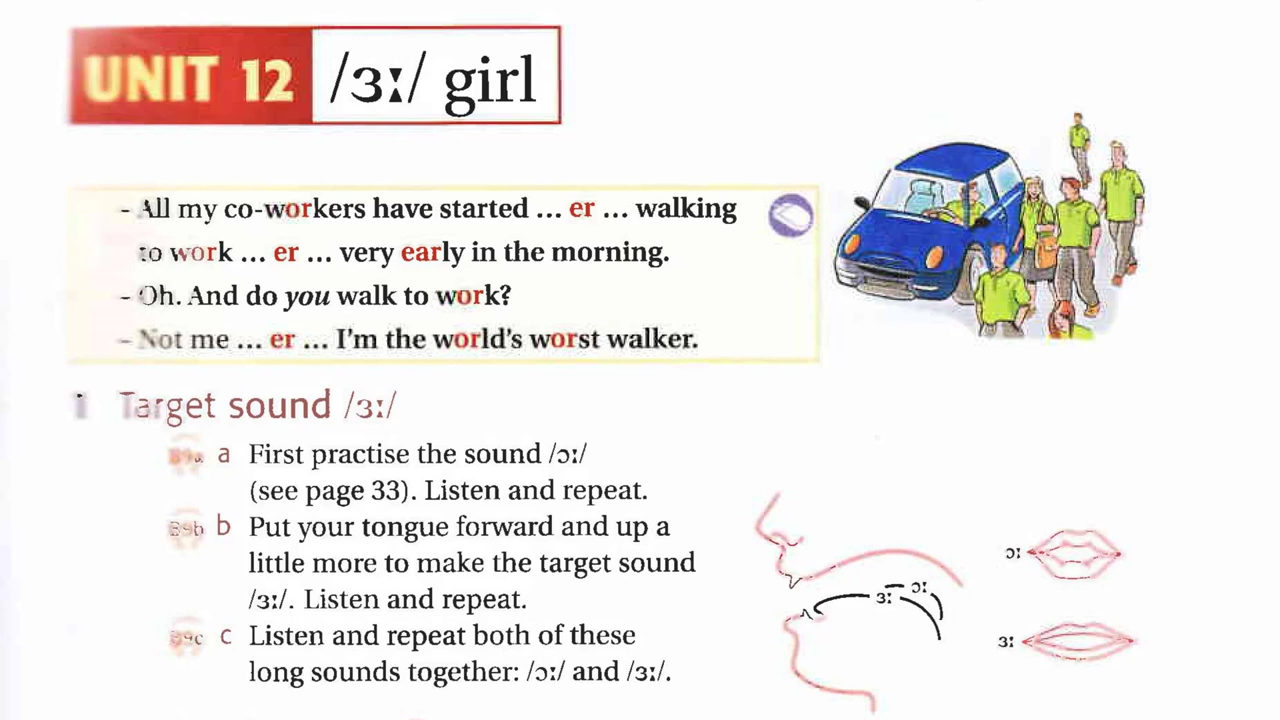 UNIT 12 /ɜː/ girl
- All my co-workers have started ... er ... walking
to work ... er ... very early in the morning.
- Oh. And do you walk to work?
- Not me ... er ... I'm the world's worst walker.
1 Target sound /ɜː/
B9a a First practise the sound /ɔː/
(see page 33). Listen and repeat.
B9b b Put your tongue forward and up a
little more to make the target sound
/ɜː/. Listen and repeat.
B9c c Listen and repeat both of these
long sounds together: /ɔː/ and /ɜː/.
ɜː ɔː
ɔː
ɜː